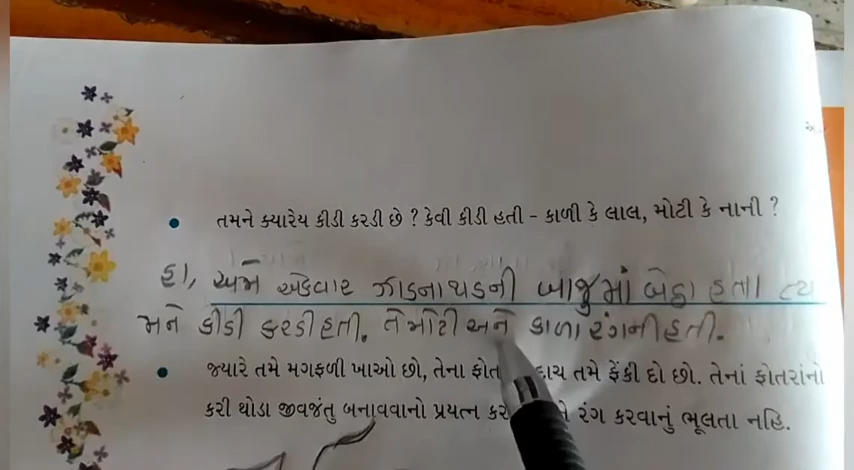 તમને ક્યારેય કીડી કરડી છે ? કેવી કીડી હતી - કાળી કે લાલ, મોટી કે નાની ?
હા, અમે એકવાર ઝાડના થડની બાજુમાં બેઠા હતા ત્ય
મને કીડી કરડી હતી. તે મોટી અને કાળા રંગની હતી.
જ્યારે તમે મગફળી ખાઓ છો, તેના ફોત તમે ફેંકી દો છો. તેનાં ફોતરાંનો
કરી થોડા જીવજંતુ બનાવવાનો પ્રયત્ન કરો રંગ કરવાનું ભૂલતા નહિ.